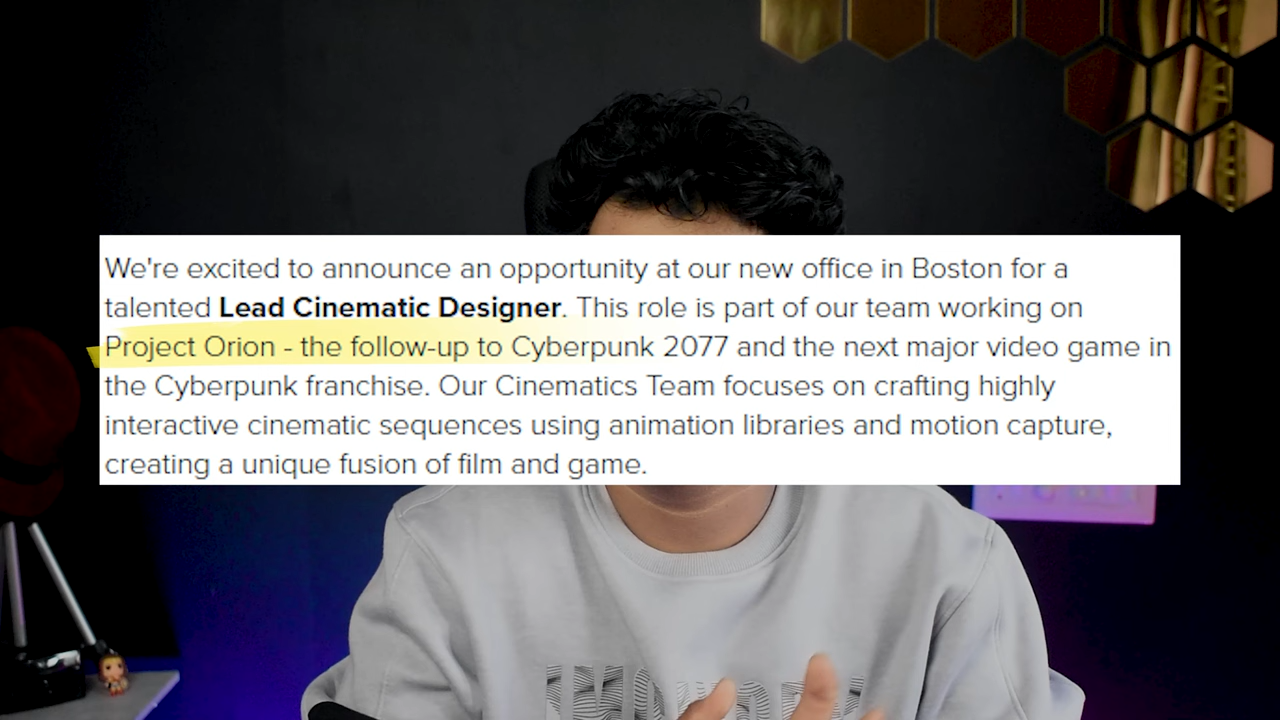 We're excited to announce an opportunity at our new office in Boston for a
talented Lead Cinematic Designer. This role is part of our team working on
Project Orion - the follow-up to Cyberpunk 2077 and the next major video game in
the Cyberpunk franchise. Our Cinematics Team focuses on crafting highly
interactive cinematic sequences using animation libraries and motion capture,
creating a unique fusion of film and game.